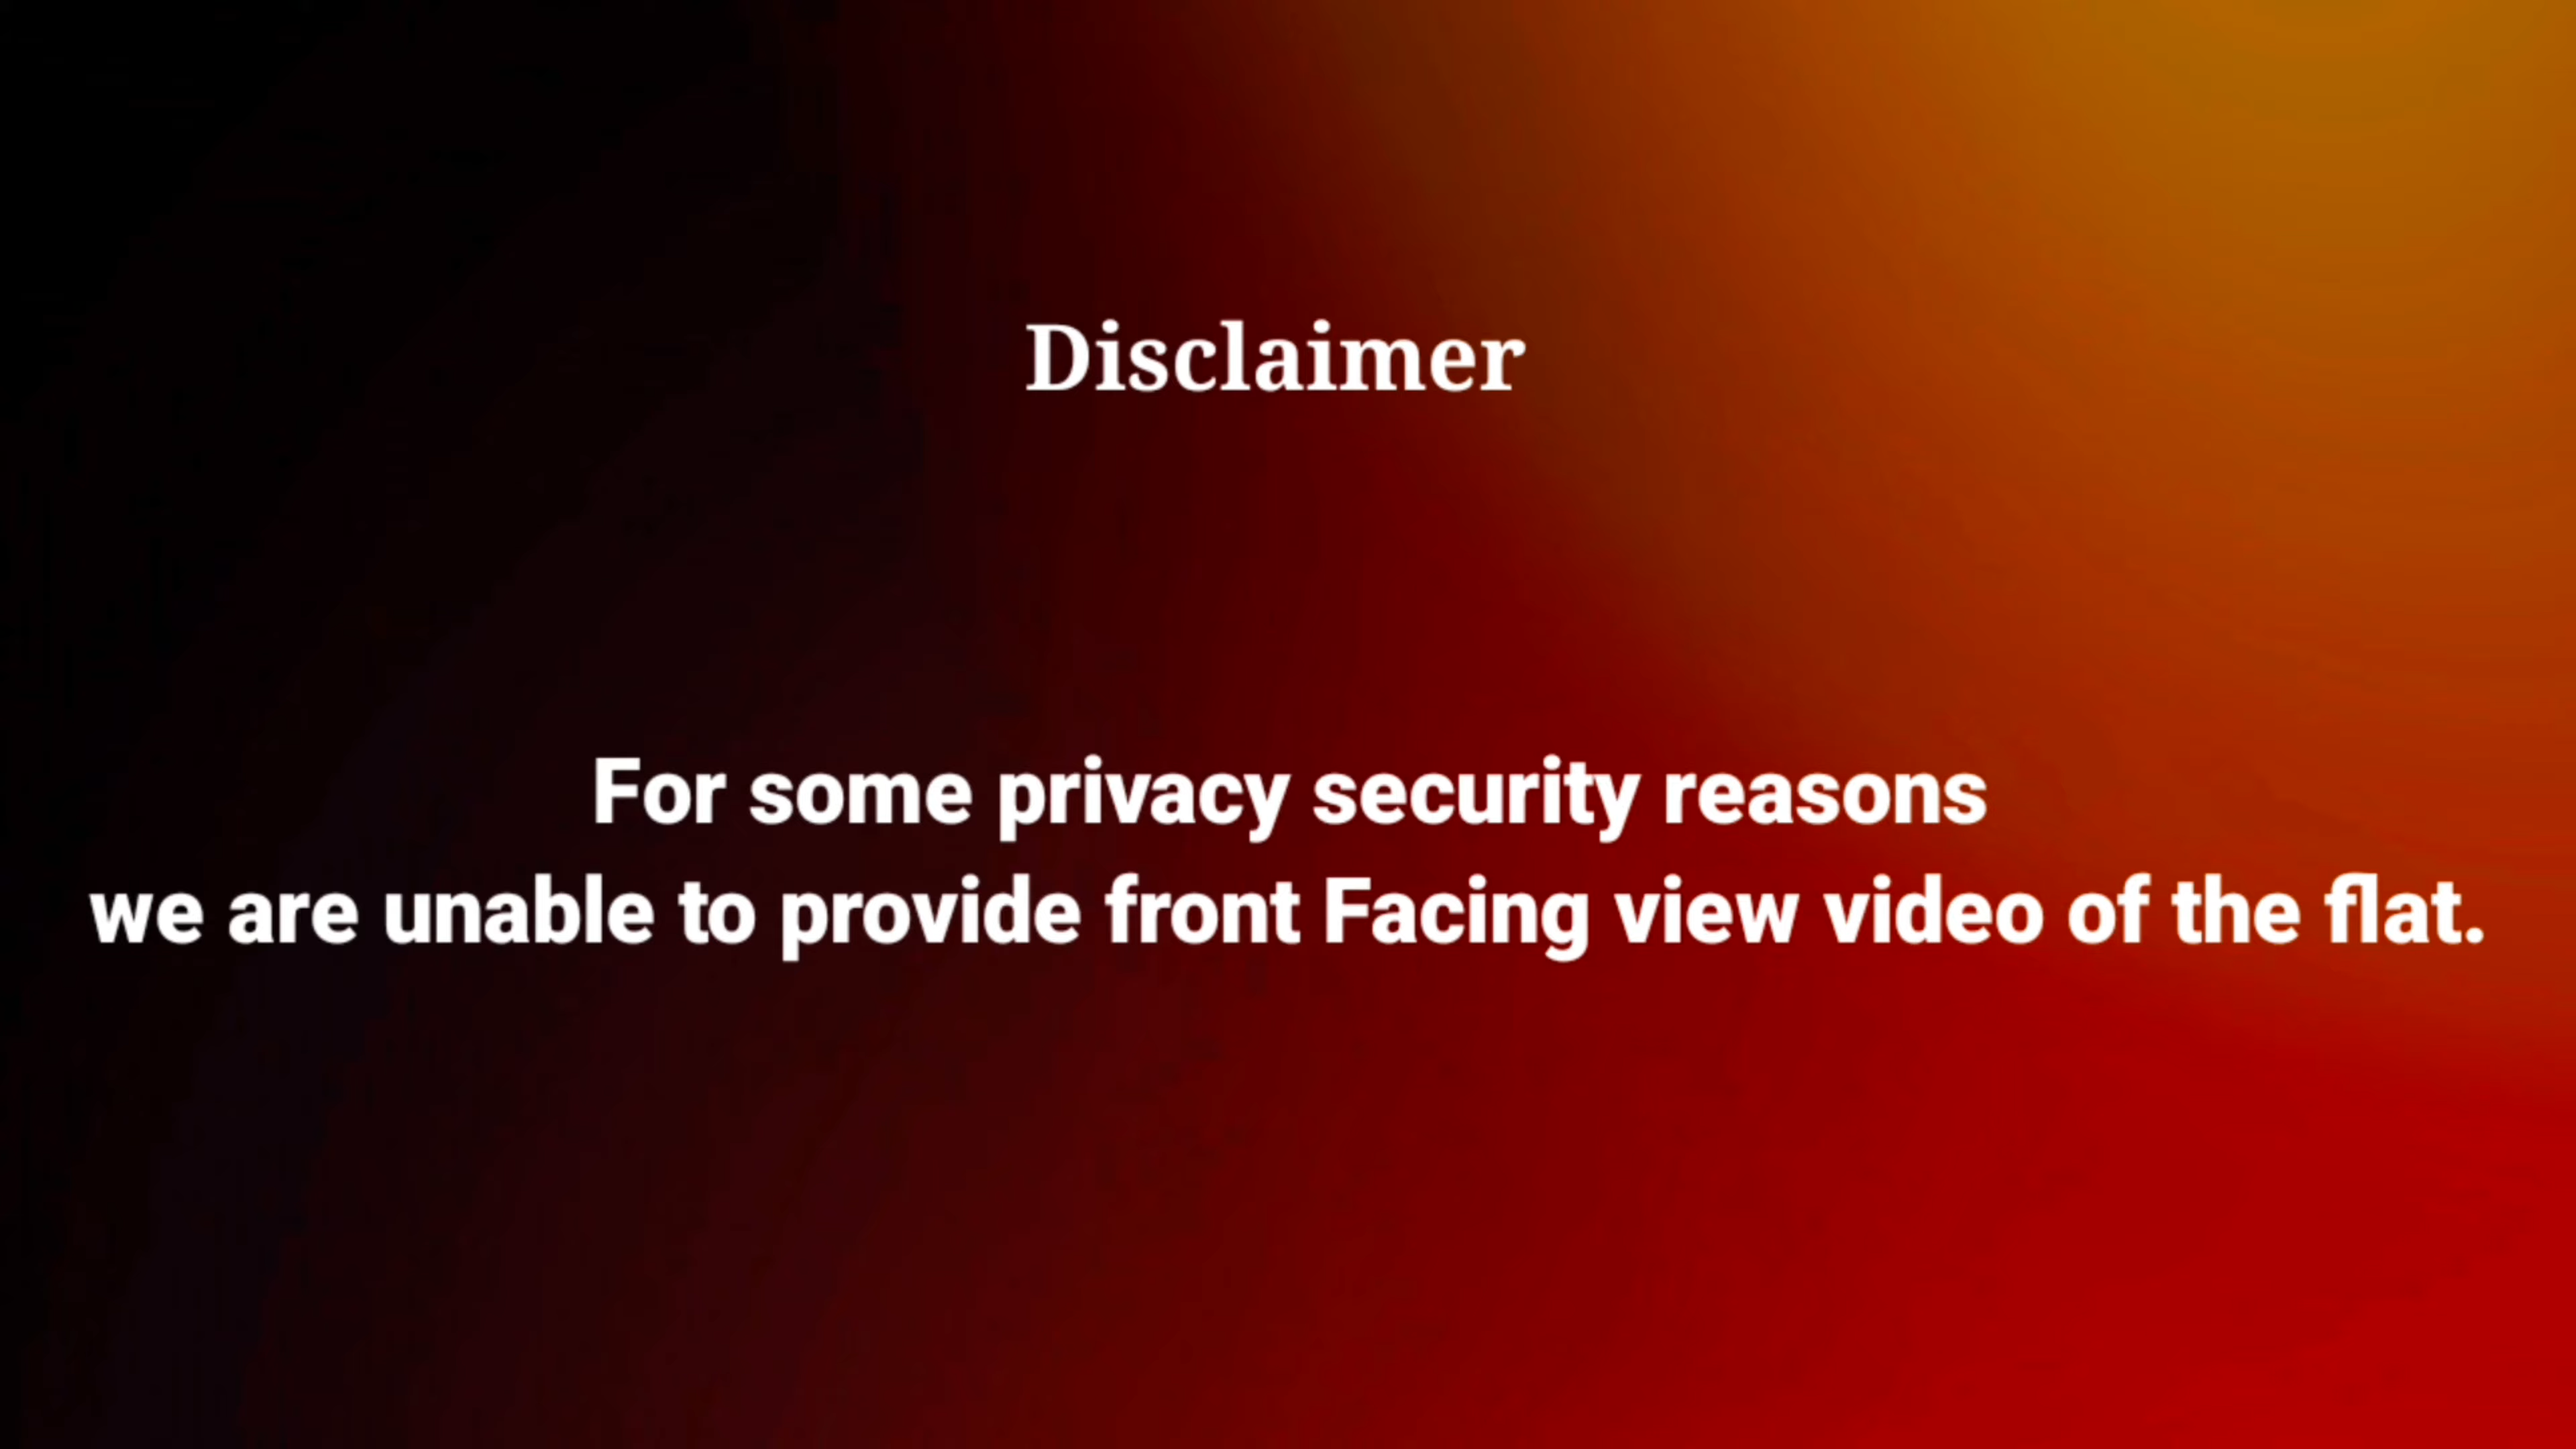 Disclaimer
For some privacy security reasons
we are unable to provide front Facing view video of the flat.